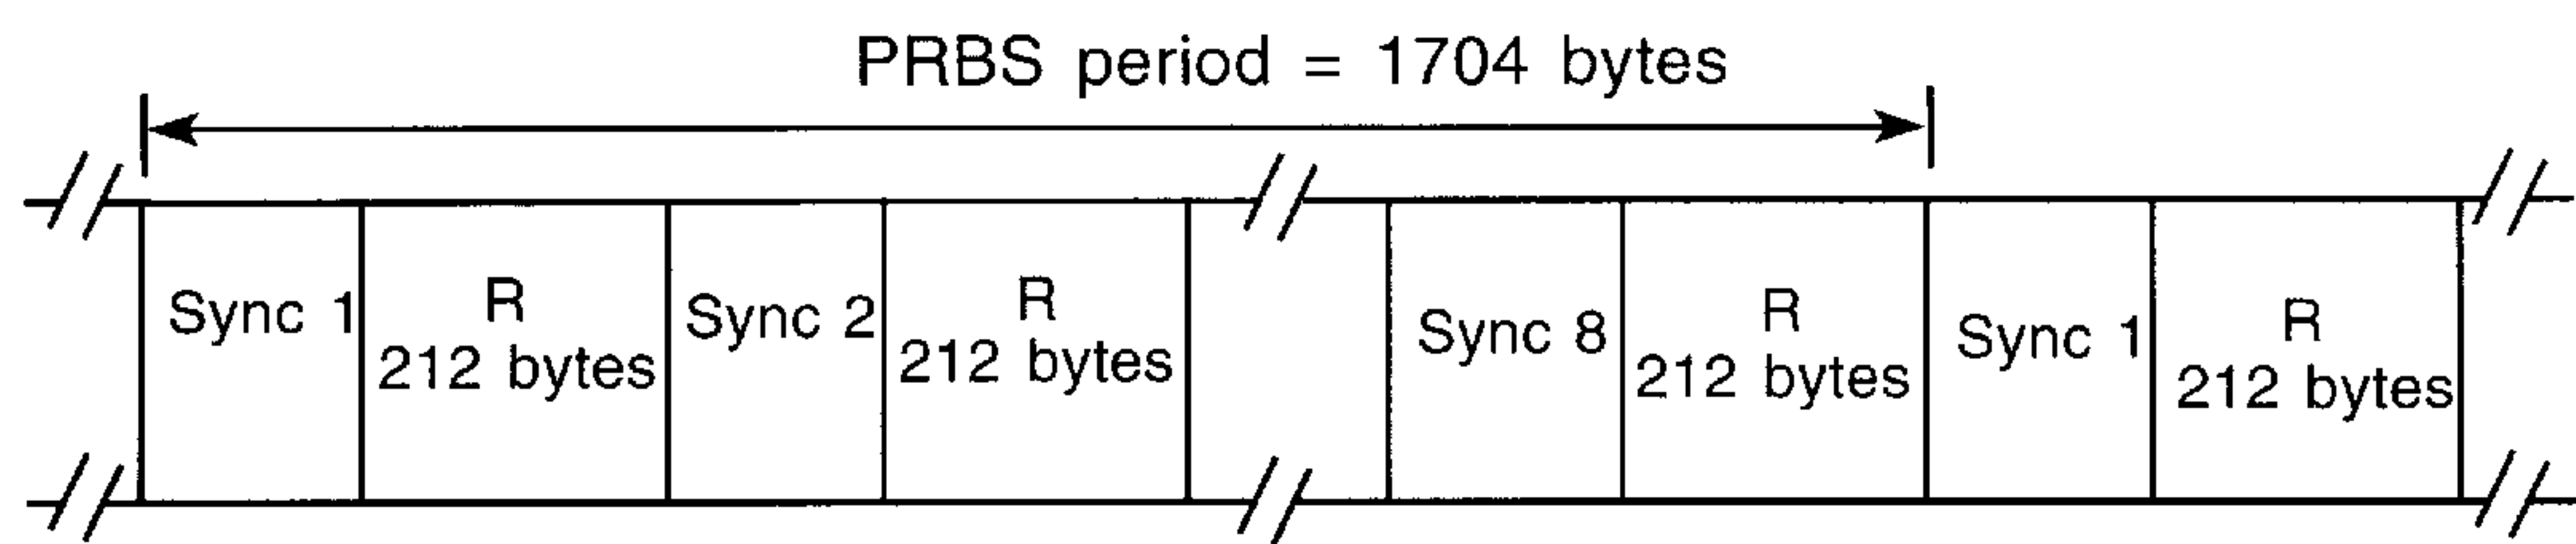 PRBS period = 1704 bytes
Sync 1
R
212 bytes
Sync 2
R
212 bytes
Sync 8
R
212 bytes
Sync 1
R
212 bytes